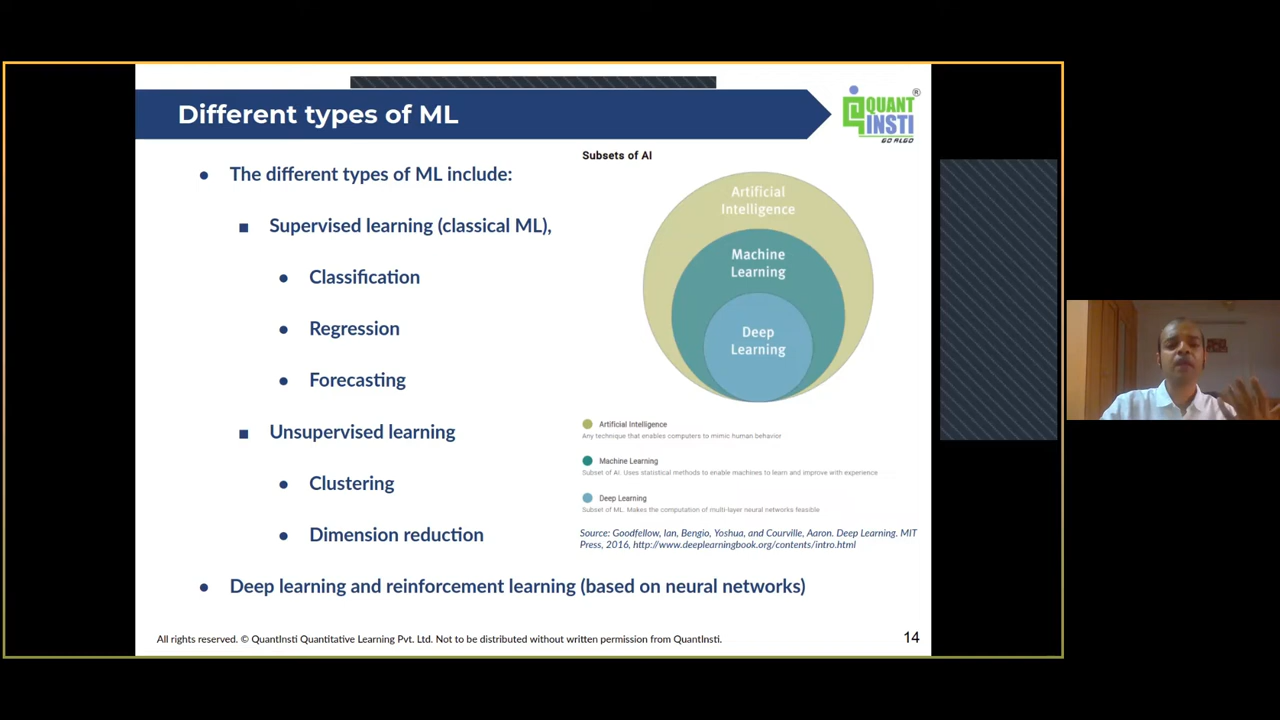 Different types of ML
QUANT
INSTI
®
GO ALGO
The different types of ML include:
Supervised learning (classical ML),
Classification
Regression
Forecasting
Unsupervised learning
Clustering
Dimension reduction
Deep learning and reinforcement learning (based on neural networks)
Subsets of AI
Artificial
Intelligence
Machine
Learning
Deep
Learning
Artificial Intelligence
Any technique that enables computers to mimic human behavior
Machine Learning
Subset of AI. Uses statistical methods to enable machines to learn and improve with experience
Deep Learning
Subset of ML. Makes the computation of multi-layer neural networks feasible
Source: Goodfellow, Ian, Bengio, Yoshua, and Courville, Aaron. Deep Learning. MIT
Press, 2016, http://www.deeplearningbook.org/contents/intro.html
All rights reserved. © QuantInsti Quantitative Learning Pvt. Ltd. Not to be distributed without written permission from QuantInsti.
14